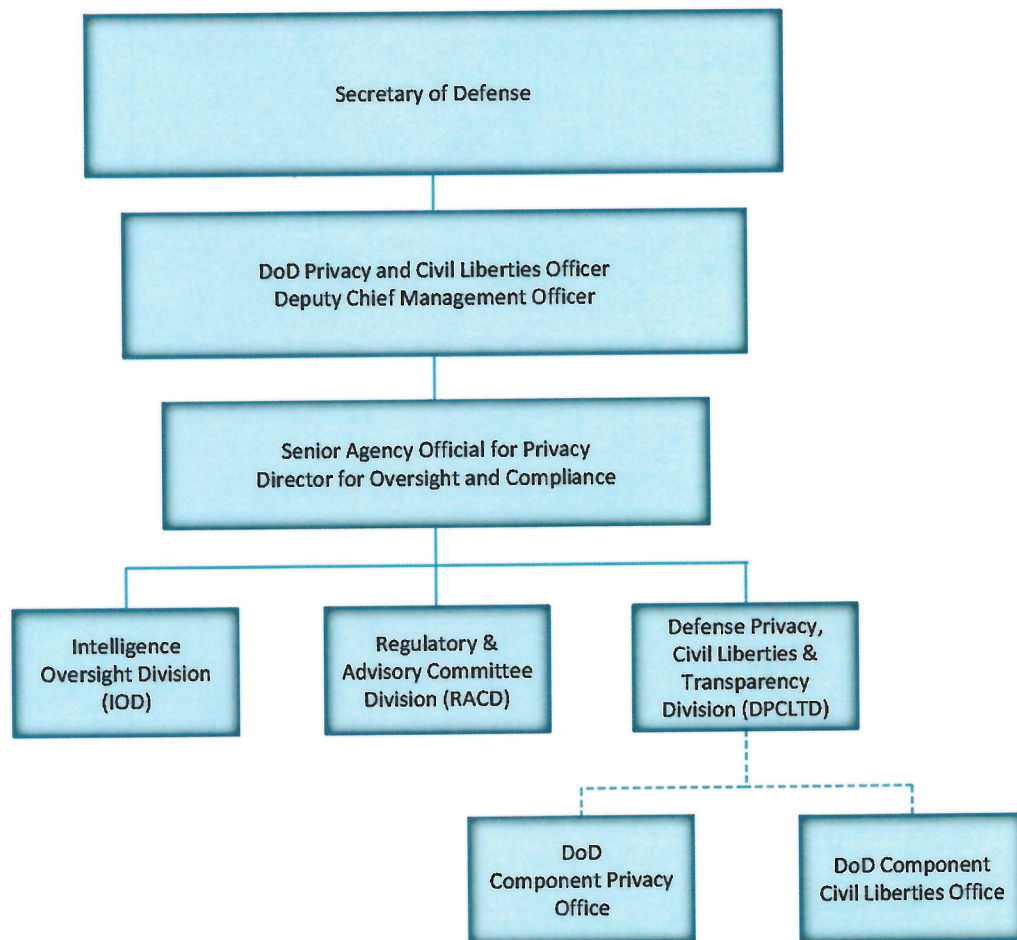 Secretary of Defense
DoD Privacy and Civil Liberties Officer
Deputy Chief Management Officer
Senior Agency Official for Privacy
Director for Oversight and Compliance
Intelligence
Oversight Division
(IOD)
Regulatory &
Advisory Committee
Division (RACD)
Defense Privacy,
Civil Liberties &
Transparency
Division (DPCLTD)
DoD
Component Privacy
Office
DoD Component
Civil Liberties Office